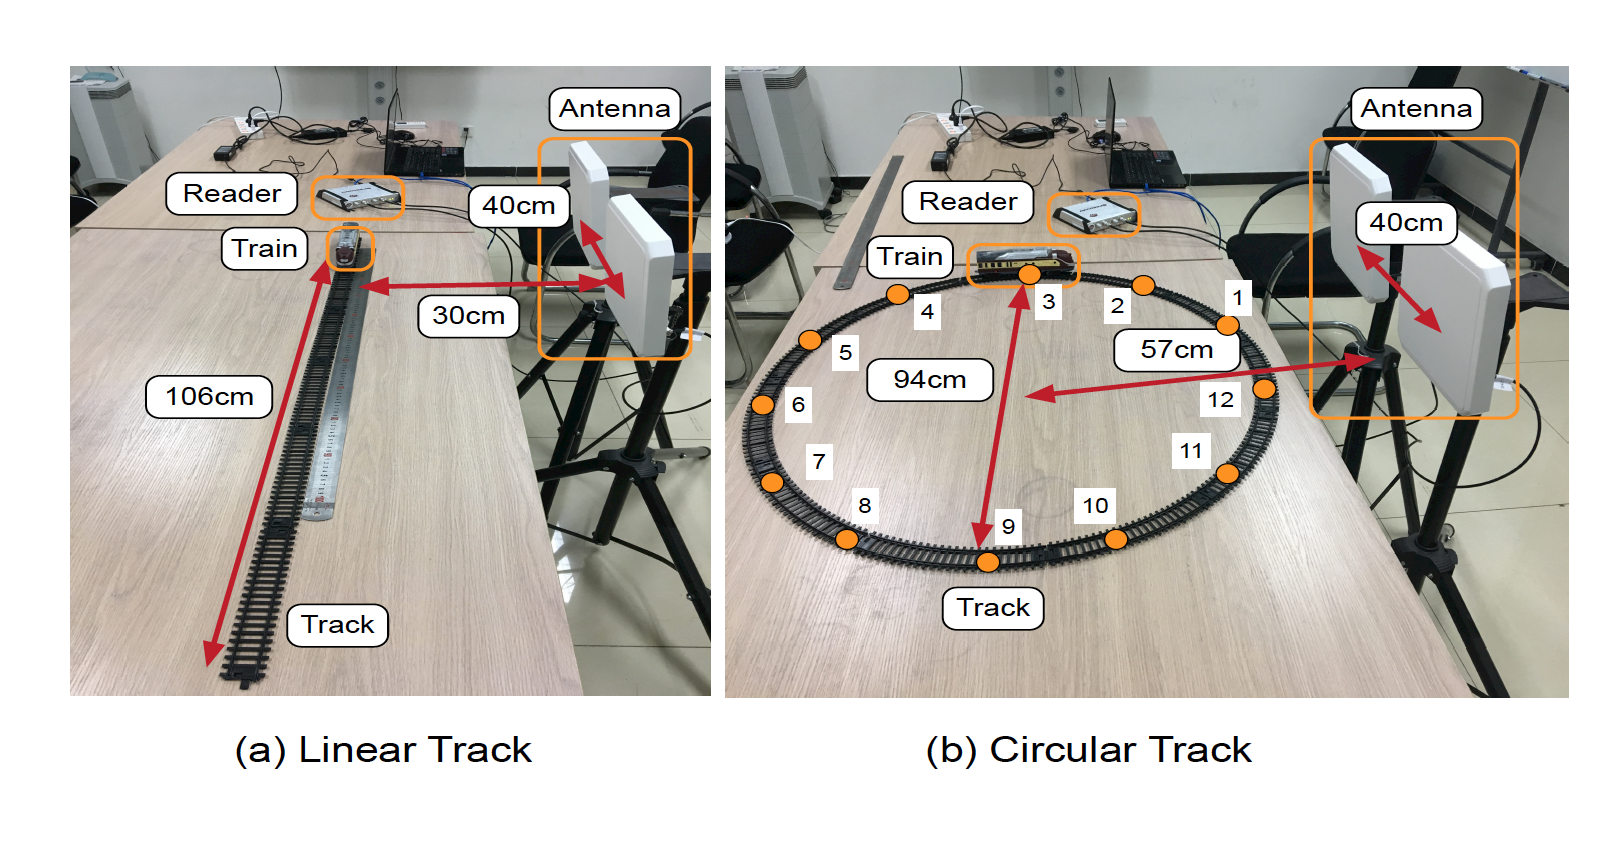 Antenna
Reader
40cm
Train
30cm
106cm
Track
(a) Linear Track
Antenna
Reader
40cm
Train
1
2
3
4
57cm
5
94cm
6
12
11
7
8
10
9
Track
(b) Circular Track